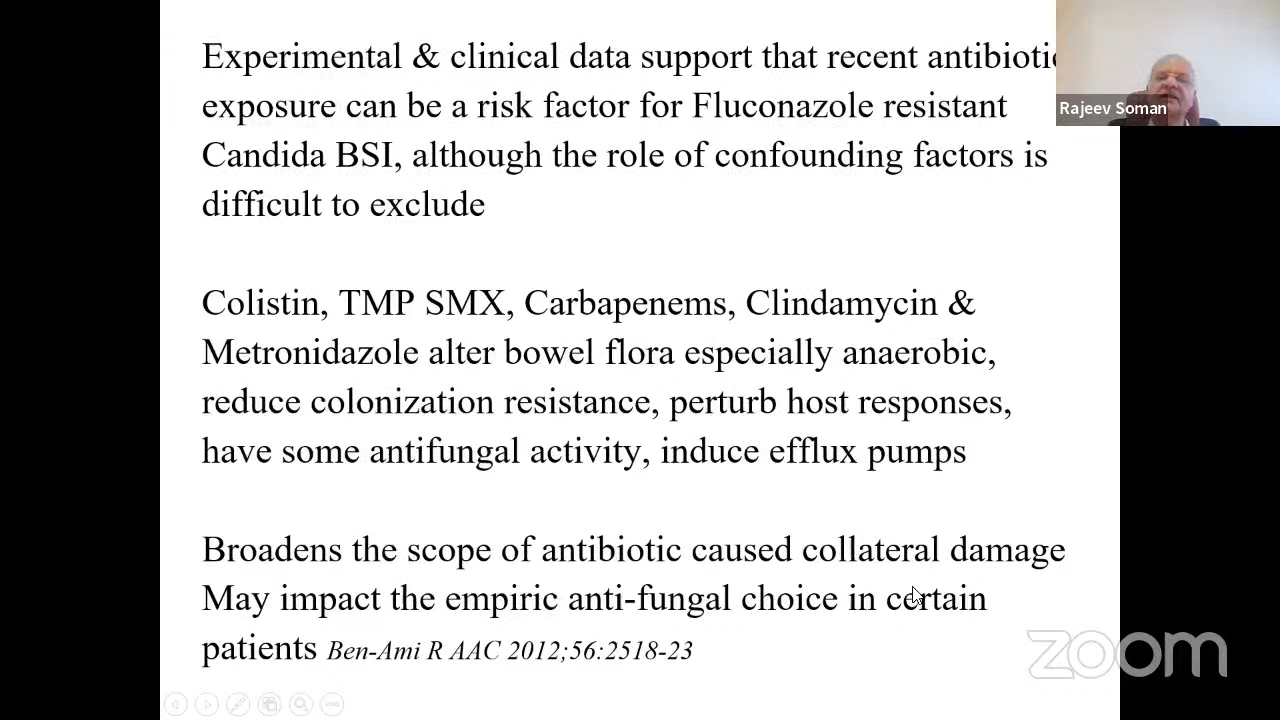 Experimental & clinical data support that recent antibiotic
exposure can be a risk factor for Fluconazole resistant
Candida BSI, although the role of confounding factors is
difficult to exclude
Colistin, TMP SMX, Carbapenems, Clindamycin &
Metronidazole alter bowel flora especially anaerobic,
reduce colonization resistance, perturb host responses,
have some antifungal activity, induce efflux pumps
Broadens the scope of antibiotic caused collateral damage
May impact the empiric anti-fungal choice in certain
patients Ben-Ami R AAC 2012;56:2518-23
Rajeev Soman
zoom